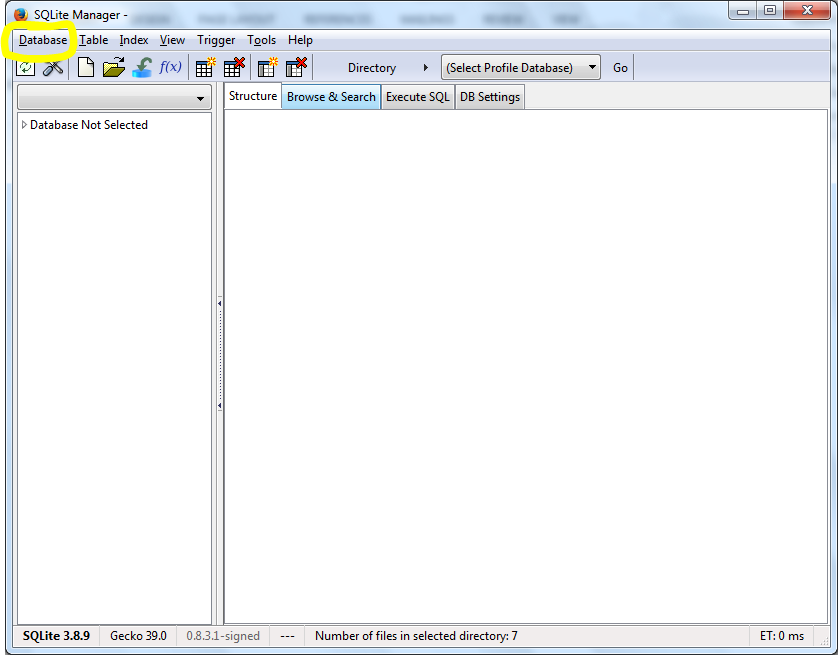 SQLite Manager -
Database Table Index View Trigger Tools Help
f(x) Directory (Select Profile Database) Go
Structure Browse & Search Execute SQL DB Settings
Database Not Selected
SQLite 3.8.9 Gecko 39.0 0.8.3.1-signed --- Number of files in selected directory: 7 ET: 0 ms